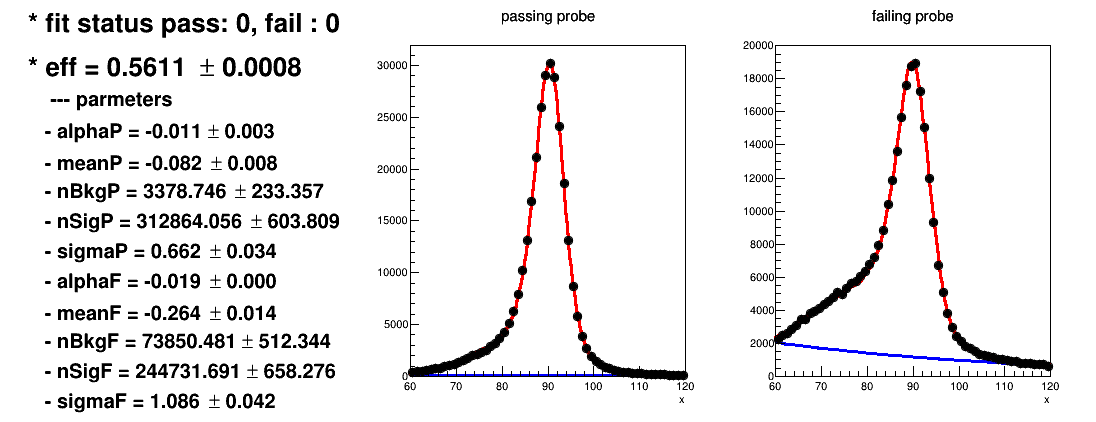 * fit status pass: 0, fail : 0
* eff = 0.5611 ± 0.0008
--- parmeters
- alphaP = -0.011 ± 0.003
- meanP = -0.082 ± 0.008
- nBkgP = 3378.746 ± 233.357
- nSigP = 312864.056 ± 603.809
- sigmaP = 0.662 ± 0.034
- alphaF = -0.019 ± 0.000
- meanF = -0.264 ± 0.014
- nBkgF = 73850.481 ± 512.344
- nSigF = 244731.691 ± 658.276
- sigmaF = 1.086 ± 0.042
passing probe
30000
25000
20000
15000
10000
5000
0
60 70 80 90 100 110 120
x
failing probe
20000
18000
16000
14000
12000
10000
8000
6000
4000
2000
0
60 70 80 90 100 110 120
x